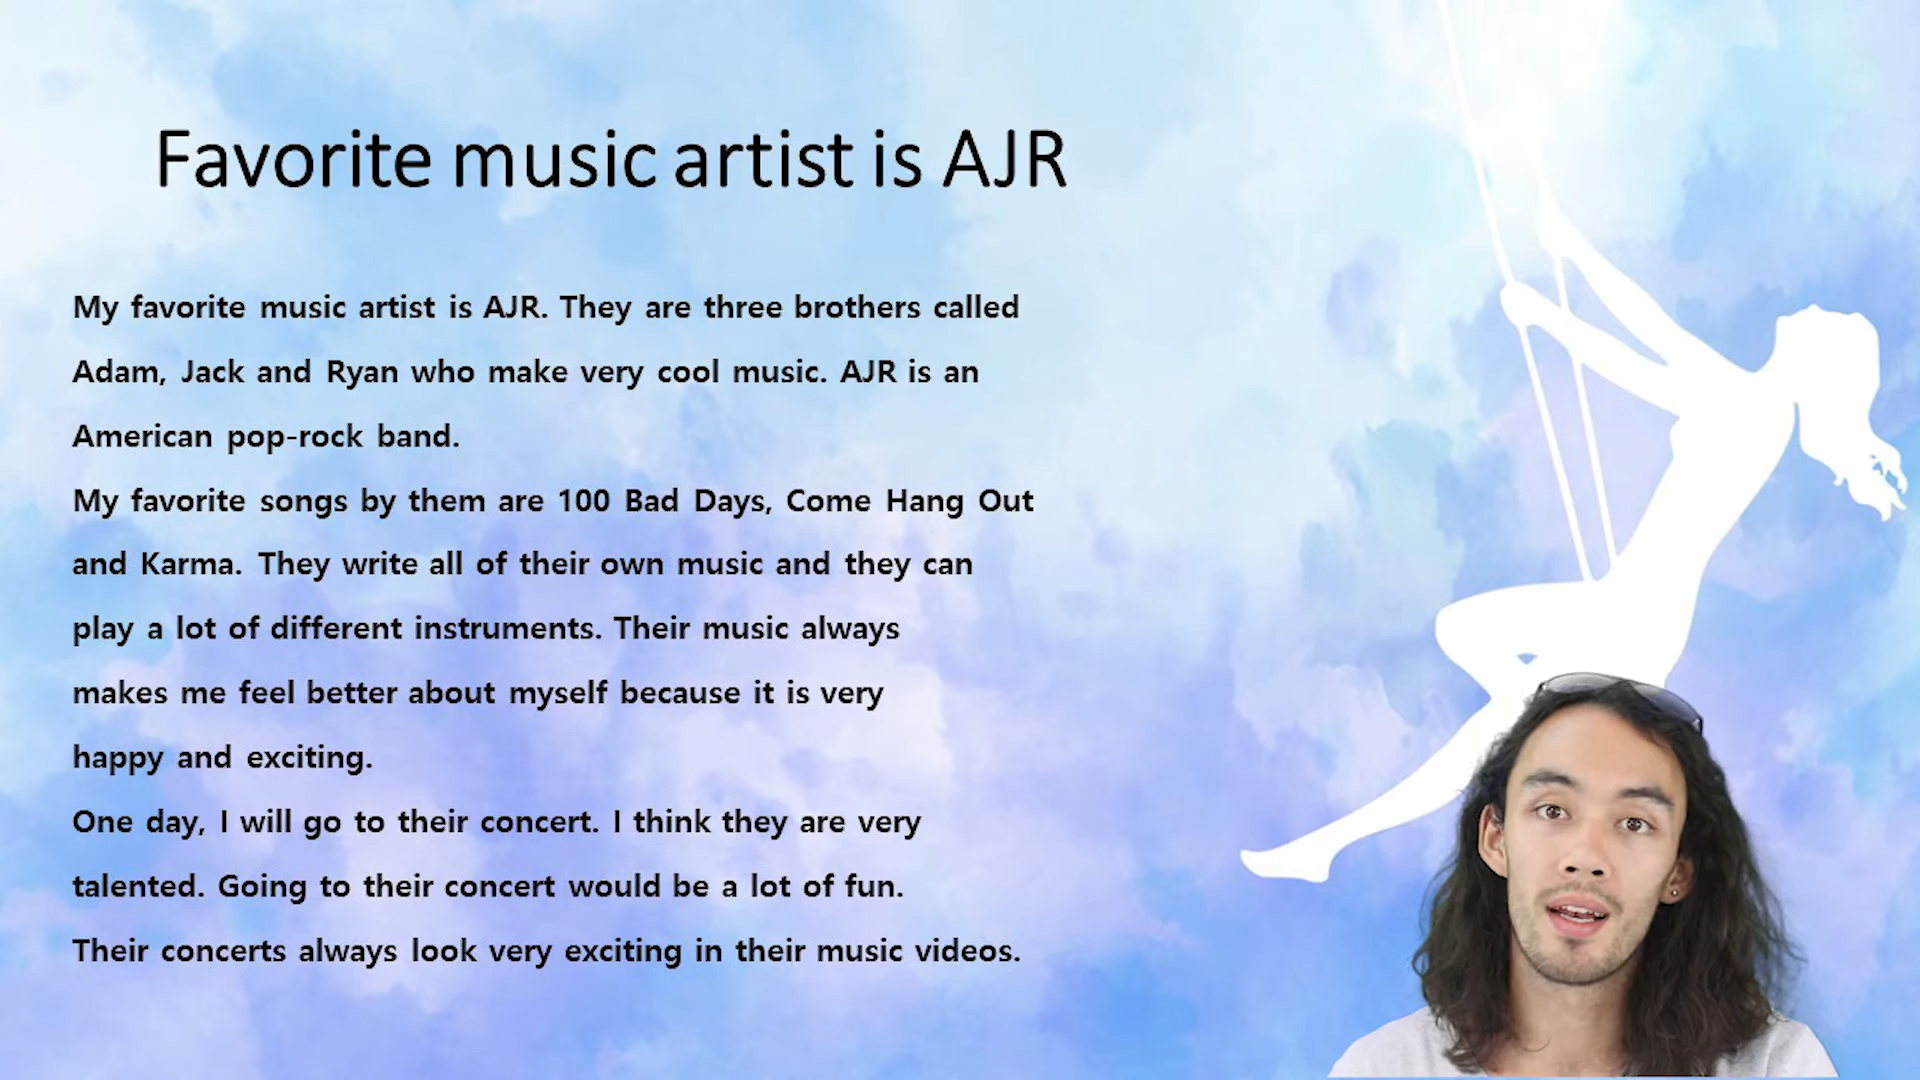 Favorite music artist is AJR
My favorite music artist is AJR. They are three brothers called
Adam, Jack and Ryan who make very cool music. AJR is an
American pop-rock band.
My favorite songs by them are 100 Bad Days, Come Hang Out
and Karma. They write all of their own music and they can
play a lot of different instruments. Their music always
makes me feel better about myself because it is very
happy and exciting.
One day, I will go to their concert. I think they are very
talented. Going to their concert would be a lot of fun.
Their concerts always look very exciting in their music videos.